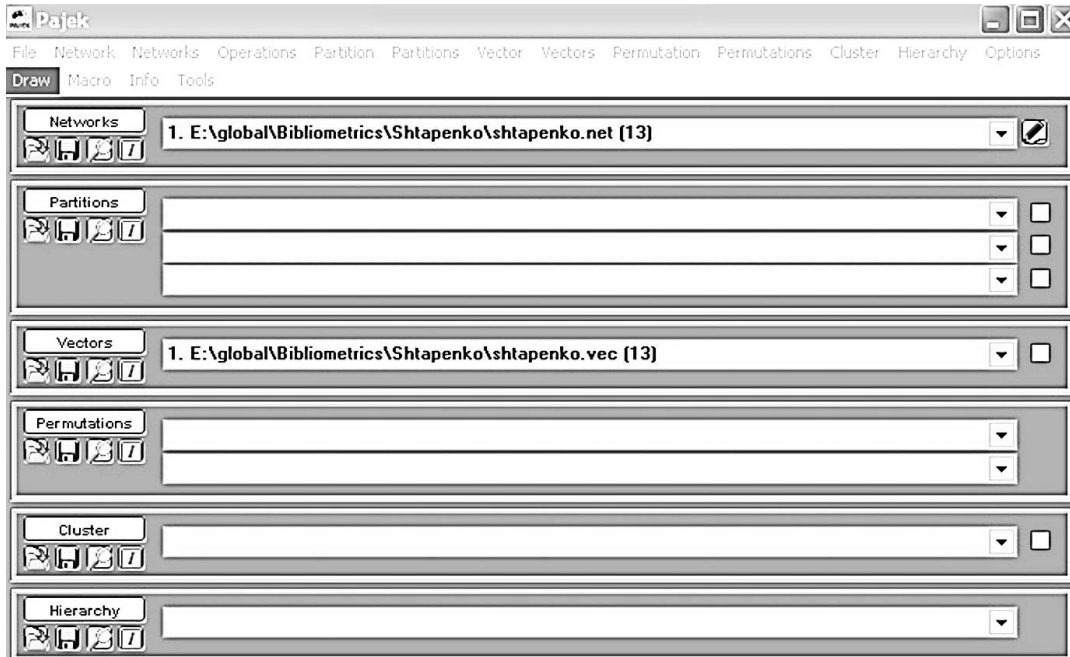 Pajek
File Network Networks Operations Partition Partitions Vector Vectors Permutation Permutations Cluster Hierarchy Options
Draw Macro Info Tools
Networks
1. E:\global\Bibliometrics\Shtapenko\shtapenko.net (13)
Partitions
Vectors
1. E:\global\Bibliometrics\Shtapenko\shtapenko.vec (13)
Permutations
Cluster
Hierarchy